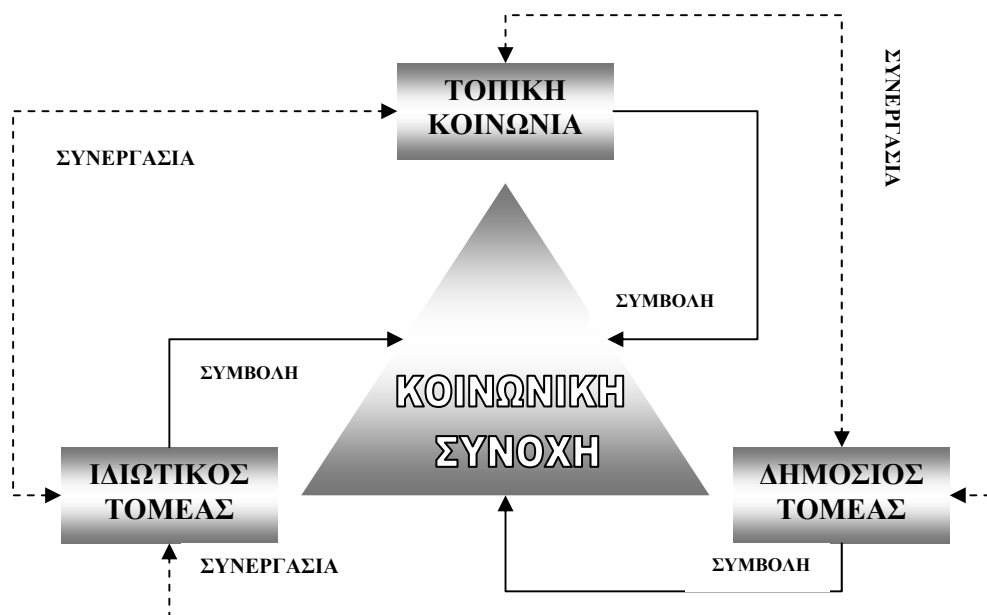 ΤΟΠΙΚΗ
ΚΟΙΝΩΝΙΑ
ΣΥΝΕΡΓΑΣΙΑ
ΣΥΝΕΡΓΑΣΙΑ
ΣΥΜΒΟΛΗ
ΣΥΜΒΟΛΗ
ΚΟΙΝΩΝΙΚΗ
ΣΥΝΟΧΗ
ΙΔΙΩΤΙΚΟΣ
ΤΟΜΕΑΣ
ΔΗΜΟΣΙΟΣ
ΤΟΜΕΑΣ
ΣΥΝΕΡΓΑΣΙΑ
ΣΥΜΒΟΛΗ